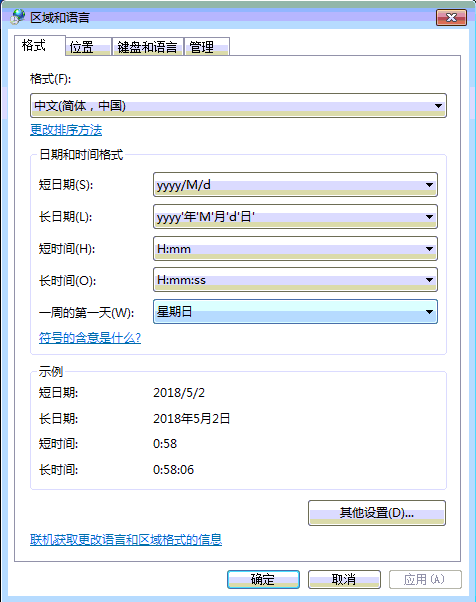 区域和语言
格式 位置 键盘和语言 管理
格式(F):
中文(简体，中国)
更改排序方法
日期和时间格式
短日期(S): yyyy/M/d
长日期(L): yyyy'年'M'月'd'日'
短时间(H): H:mm
长时间(O): H:mm:ss
一周的第一天(W): 星期日
符号的含意是什么?
示例
短日期: 2018/5/2
长日期: 2018年5月2日
短时间: 0:58
长时间: 0:58:06
其他设置(D)...
联机获取更改语言和区域格式的信息
确定 取消 应用(A)